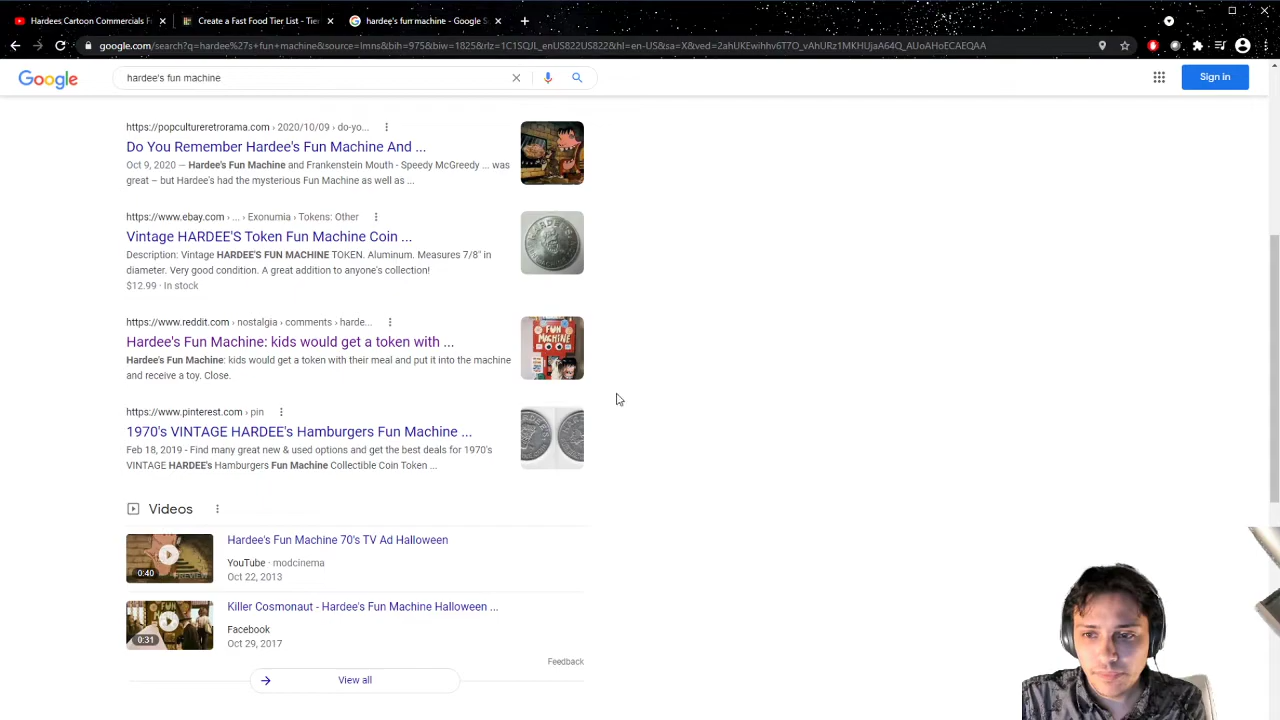 Hardees Cartoon Commercials F
Create a Fast Food Tier List - Tier
hardee's fun machine - Google S
google.com/search?q=hardee%27s+fun+machine&source=lmns&bih=975&biw=1825&rlz=1C1SQJL_enUS822US822&hl=en-US&sa=X&ved=2ahUKEwihhv6T7O_vAhURz1MKHUjaA64Q_AUoAHoECAEQAA
Google
hardee's fun machine
Sign in
https://popcultureretrorama.com › 2020/10/09 › do-yo...
Do You Remember Hardee's Fun Machine And ...
Oct 9, 2020 — Hardee's Fun Machine and Frankenstein Mouth - Speedy McGreedy ... was
great – but Hardee's had the mysterious Fun Machine as well as ...
https://www.ebay.com › ... › Exonumia › Tokens: Other
Vintage HARDEE'S Token Fun Machine Coin ...
Description: Vintage HARDEE'S FUN MACHINE TOKEN. Aluminum. Measures 7/8" in
diameter. Very good condition. A great addition to anyone's collection!
$12.99 · In stock
https://www.reddit.com › nostalgia › comments › harde...
Hardee's Fun Machine: kids would get a token with ...
Hardee's Fun Machine: kids would get a token with their meal and put it into the machine
and receive a toy. Close.
FUN
MACHINE
https://www.pinterest.com › pin
1970's VINTAGE HARDEE's Hamburgers Fun Machine ...
Feb 18, 2019 - Find many great new & used options and get the best deals for 1970's
VINTAGE HARDEE's Hamburgers Fun Machine Collectible Coin Token ...
Videos
Hardee's Fun Machine 70's TV Ad Halloween
YouTube · modcinema
Oct 22, 2013
0:40
PREVIEW
Killer Cosmonaut - Hardee's Fun Machine Halloween ...
Facebook
Oct 29, 2017
0:31
Feedback
View all